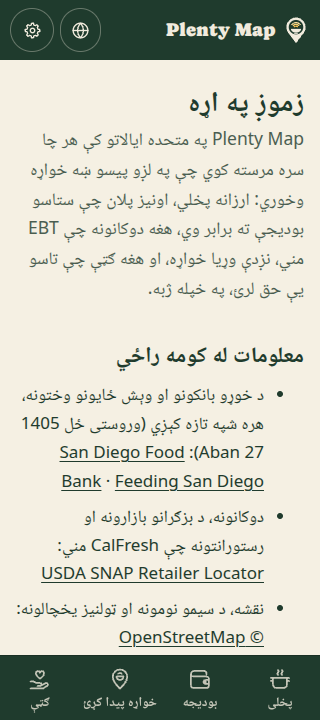 Plenty Map
زموږ په اړه
Plenty Map په متحده ایالاتو کې هر چا
سره مرسته کوي چې په لږو پیسو ښه خواړه
وخوري: ارزانه پخلي، اونیز پلان چې ستاسو
بودیجې ته برابر وي، هغه دوکانونه چې EBT
مني، نږدې وړیا خواړه، او هغه ګټې چې تاسو
یې حق لرئ، په خپله ژبه.
معلومات له کومه راځي
د خوړو بانکونو او وېش ځایونو وختونه،
هره شپه تازه کېږي (وروستی ځل 1405
Aban 27): San Diego Food
Bank · Feeding San Diego
دوکانونه، د بزګرانو بازارونه او
رستورانتونه چې CalFresh مني:
USDA SNAP Retailer Locator
نقشه، د سیمو نومونه او ټولنیز یخچالونه:
© OpenStreetMap
پخلی
بودیجه
خواړه پیدا کړئ
ګټې